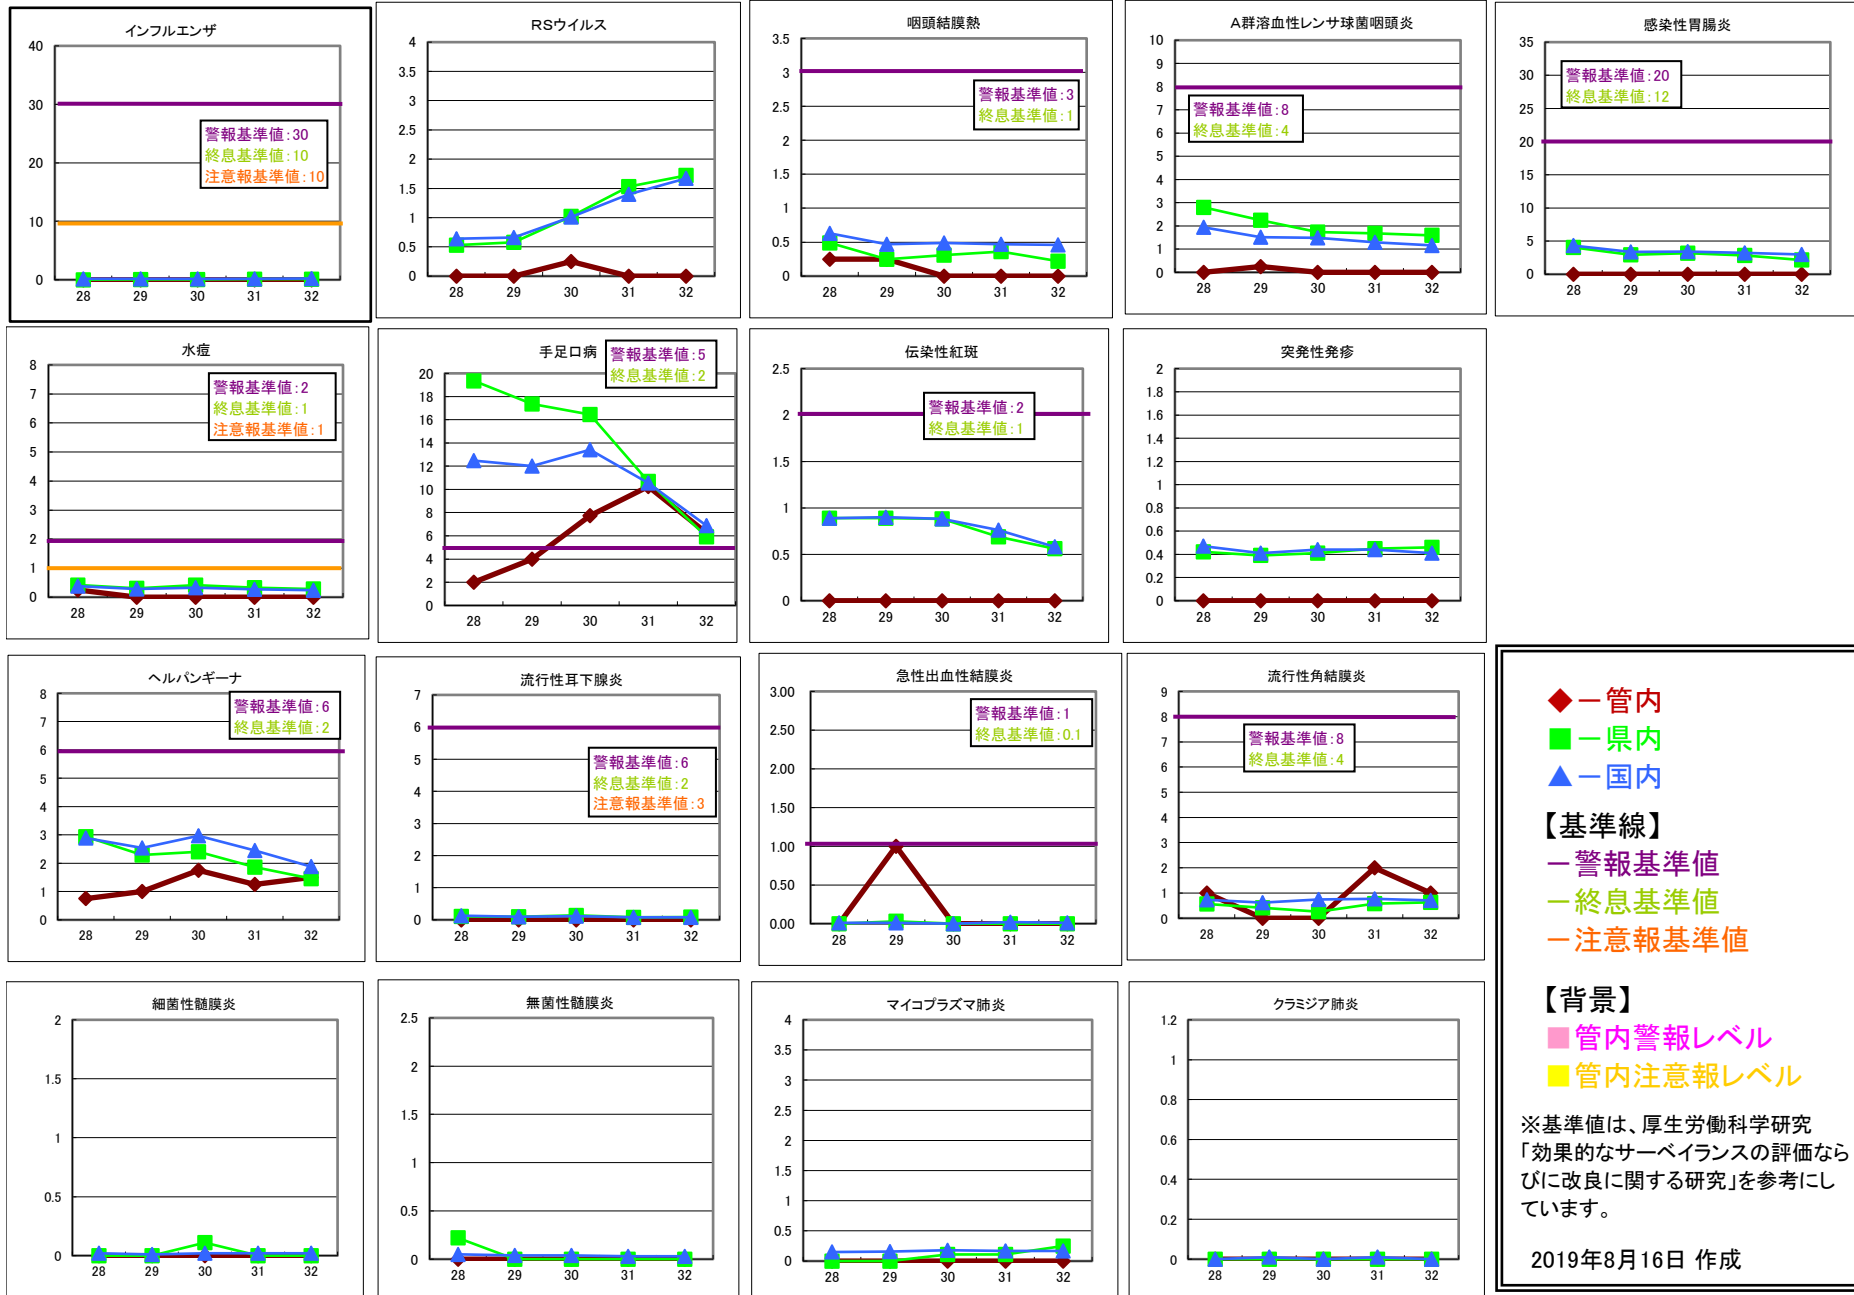 インフルエンザ
40
30
20
10
0
警報基準値:30
終息基準値:10
注意報基準値:10
28 29 30 31 32
RSウイルス
4
3.5
3
2.5
2
1.5
1
0.5
0
28 29 30 31 32
咽頭結膜熱
3.5
3
2.5
2
1.5
1
0.5
0
警報基準値:3
終息基準値:1
28 29 30 31 32
A群溶血性レンサ球菌咽頭炎
10
9
8
7
6
5
4
3
2
1
0
警報基準値:8
終息基準値:4
28 29 30 31 32
感染性胃腸炎
35
30
25
20
15
10
5
0
警報基準値:20
終息基準値:12
28 29 30 31 32
水痘
8
7
6
5
4
3
2
1
0
警報基準値:2
終息基準値:1
注意報基準値:1
28 29 30 31 32
手足口病
警報基準値:5
終息基準値:2
20
18
16
14
12
10
8
6
4
2
0
28 29 30 31 32
伝染性紅斑
2.5
2
1.5
1
0.5
0
警報基準値:2
終息基準値:1
28 29 30 31 32
突発性発疹
2
1.8
1.6
1.4
1.2
1
0.8
0.6
0.4
0.2
0
28 29 30 31 32
ヘルパンギーナ
8
7
6
5
4
3
2
1
0
警報基準値:6
終息基準値:2
28 29 30 31 32
流行性耳下腺炎
7
6
5
4
3
2
1
0
警報基準値:6
終息基準値:2
注意報基準値:3
28 29 30 31 32
急性出血性結膜炎
3.00
2.50
2.00
1.50
1.00
0.50
0.00
警報基準値:1
終息基準値:0.1
28 29 30 31 32
流行性角結膜炎
9
8
7
6
5
4
3
2
1
0
警報基準値:8
終息基準値:4
28 29 30 31 32
細菌性髄膜炎
2
1.5
1
0.5
0
28 29 30 31 32
無菌性髄膜炎
2.5
2
1.5
1
0.5
0
28 29 30 31 32
マイコプラズマ肺炎
4
3.5
3
2.5
2
1.5
1
0.5
0
28 29 30 31 32
クラミジア肺炎
1.2
1
0.8
0.6
0.4
0.2
0
28 29 30 31 32
◆－管内
■－県内
▲－国内
【基準線】
－警報基準値
－終息基準値
－注意報基準値
【背景】
■管内警報レベル
■管内注意報レベル
※基準値は、厚生労働科学研究
「効果的なサーベイランスの評価なら
びに改良に関する研究」を参考にし
ています。
2019年8月16日 作成